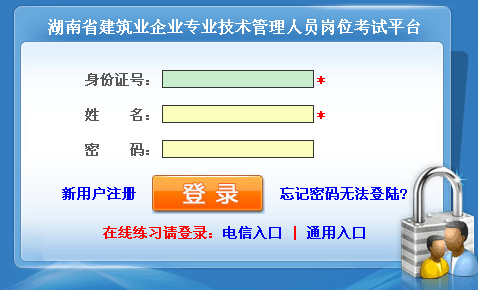 湖南省建筑业企业专业技术管理人员岗位考试平台
身份证号： *
姓　　名： *
密　　码：
新用户注册 登 录 忘记密码无法登陆?
在线练习请登录：电信入口 | 通用入口